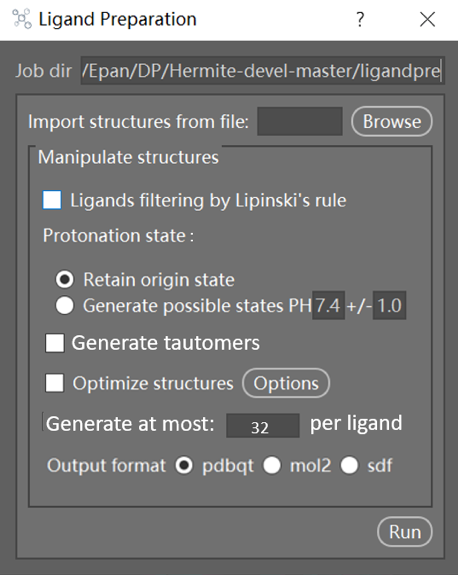 Ligand Preparation ?
Job dir /Epan/DP/Hermite-devel-master/ligandpre
Import structures from file: Browse
Manipulate structures
Ligands filtering by Lipinski's rule
Protonation state :
Retain origin state
Generate possible states PH 7.4 +/- 1.0
Generate tautomers
Optimize structures Options
Generate at most: 32 per ligand
Output format pdbqt mol2 sdf
Run